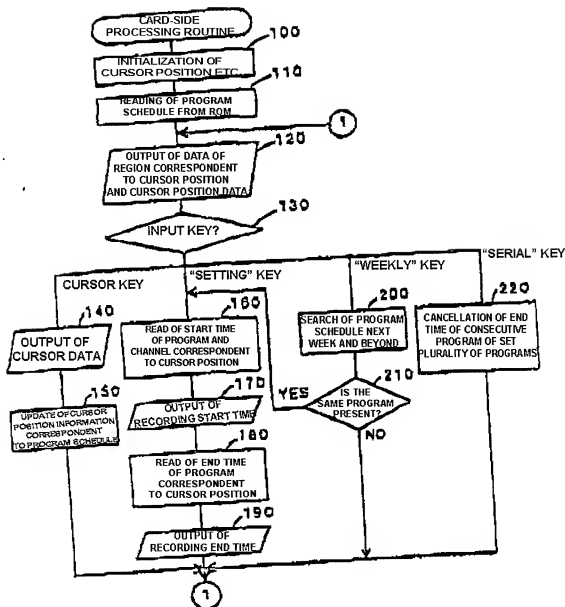 CARD-SIDE
PROCESSING ROUTINE
100
INITIALIZATION OF
CURSOR POSITION ETC.
110
READING OF PROGRAM
SCHEDULE FROM ROM
1
120
OUTPUT OF DATA OF
REGION CORRESPONDENT
TO CURSOR POSITION
AND CURSOR POSITION DATA
130
INPUT KEY?
CURSOR KEY
"SETTING" KEY
"WEEKLY" KEY
"SERIAL" KEY
140
OUTPUT OF
CURSOR DATA
150
UPDATE OF CURSOR
POSITION INFORMATION
CORRESPONDENT
TO PROGRAM SCHEDULE
160
READ OF START TIME
OF PROGRAM AND
CHANNEL CORRESPONDENT
TO CURSOR POSITION
170
OUTPUT OF
RECORDING START TIME
180
READ OF END TIME
OF PROGRAM
CORRESPONDENT
TO CURSOR POSITION
190
OUTPUT OF
RECORDING END TIME
200
SEARCH OF PROGRAM
SCHEDULE NEXT
WEEK AND BEYOND
210
IS THE
SAME PROGRAM
PRESENT?
YES
NO
220
CANCELLATION OF END
TIME OF CONSECUTIVE
PROGRAM OF SET
PLURALITY OF PROGRAMS
1